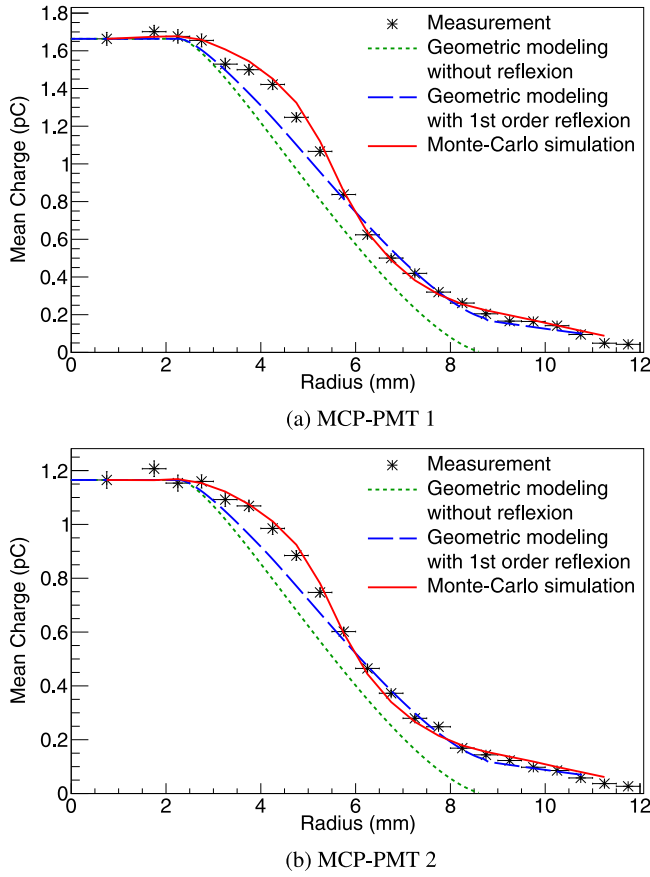 1.8
1.6
1.4
1.2
1
0.8
0.6
0.4
0.2
0
Mean Charge (pC)
Measurement
Geometric modeling
without reflexion
Geometric modeling
with 1st order reflexion
Monte-Carlo simulation
0 2 4 6 8 10 12
Radius (mm)
(a) MCP-PMT 1
1.2
1
0.8
0.6
0.4
0.2
0
Mean Charge (pC)
Measurement
Geometric modeling
without reflexion
Geometric modeling
with 1st order reflexion
Monte-Carlo simulation
0 2 4 6 8 10 12
Radius (mm)
(b) MCP-PMT 2